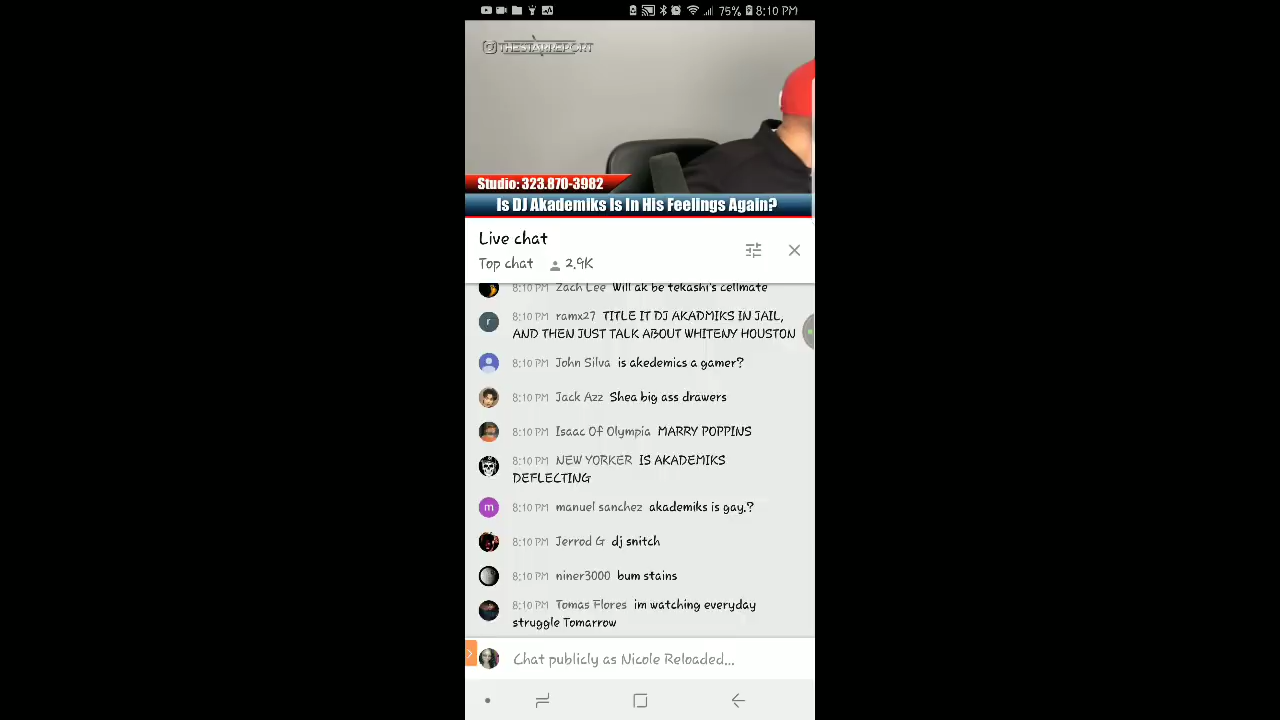 75% 8:10 PM
THESTARREPORT
Studio: 323.870-3982
Is DJ Akademiks Is In His Feelings Again?
Live chat
Top chat 2.9K
8:10 PM Zach Lee Will ak be tekashi's cellmate
r 8:10 PM ramx27 TITLE IT DJ AKADMIKS IN JAIL,
AND THEN JUST TALK ABOUT WHITENY HOUSTON
8:10 PM John Silva is akedemics a gamer?
8:10 PM Jack Azz Shea big ass drawers
8:10 PM Isaac Of Olympia MARRY POPPINS
8:10 PM NEW YORKER IS AKADEMIKS
DEFLECTING
m 8:10 PM manuel sanchez akademiks is gay.?
8:10 PM Jerrod G dj snitch
8:10 PM niner3000 bum stains
8:10 PM Tomas Flores im watching everyday
struggle Tomarrow
Chat publicly as Nicole Reloaded...